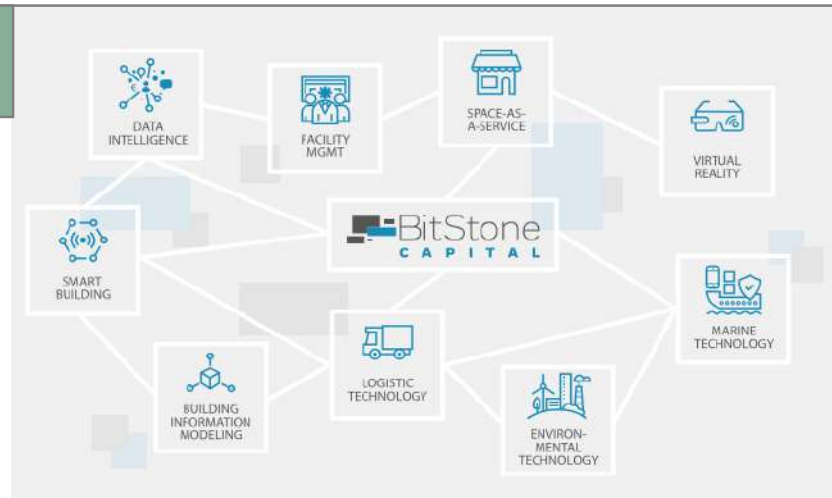 DATA
INTELLIGENCE
FACILITY
MGMT
SPACE-AS-
A-SERVICE
VIRTUAL
REALITY
BitStone
CAPITAL
SMART
BUILDING
MARINE
TECHNOLOGY
BUILDING
INFORMATION
MODELING
LOGISTIC
TECHNOLOGY
ENVIRON-
MENTAL
TECHNOLOGY